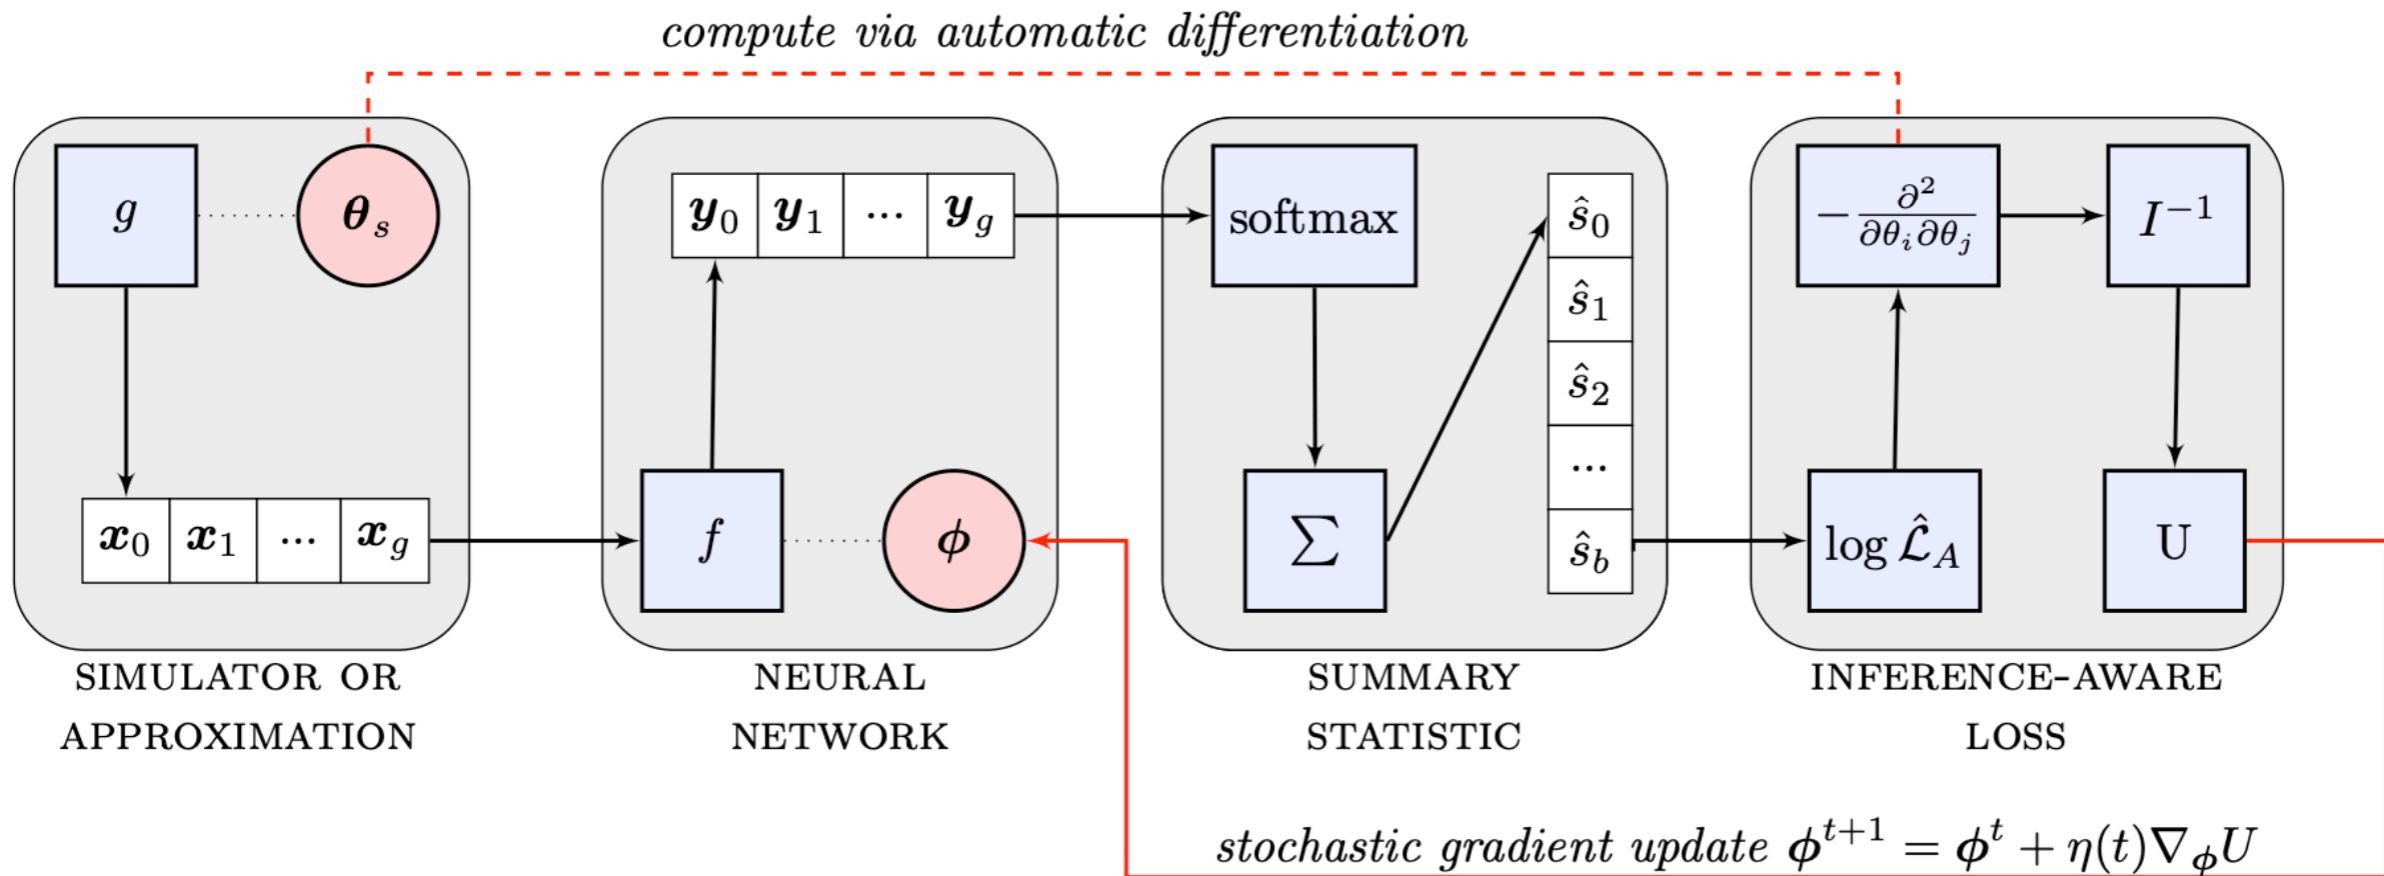 compute via automatic differentiation
g
θ_s
x_0 x_1 ... x_g
SIMULATOR OR
APPROXIMATION
y_0 y_1 ... y_g
f
ϕ
NEURAL
NETWORK
softmax
∑
ŝ_0
ŝ_1
ŝ_2
...
ŝ_b
SUMMARY
STATISTIC
−∂²/∂θ_i∂θ_j
I⁻¹
log ℒ̂_A
U
INFERENCE-AWARE
LOSS
stochastic gradient update ϕ^{t+1} = ϕ^t + η(t)∇_ϕ U